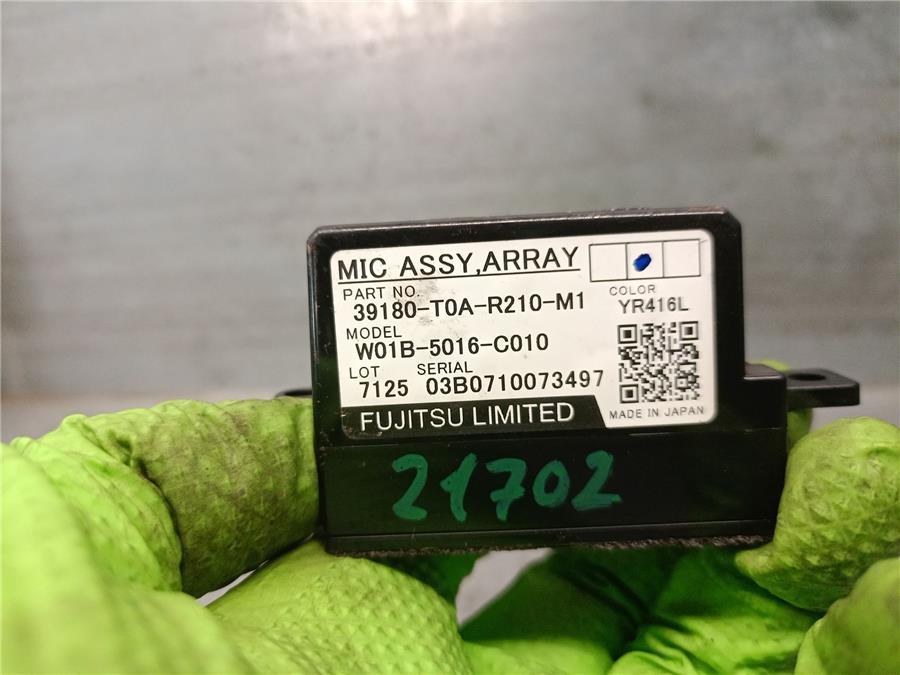 MIC ASSY,ARRAY
PART NO.
39180-T0A-R210-M1
COLOR
YR416L
MODEL
W01B-5016-C010
LOT SERIAL
7125 03B0710073497
MADE IN JAPAN
FUJITSU LIMITED
21702